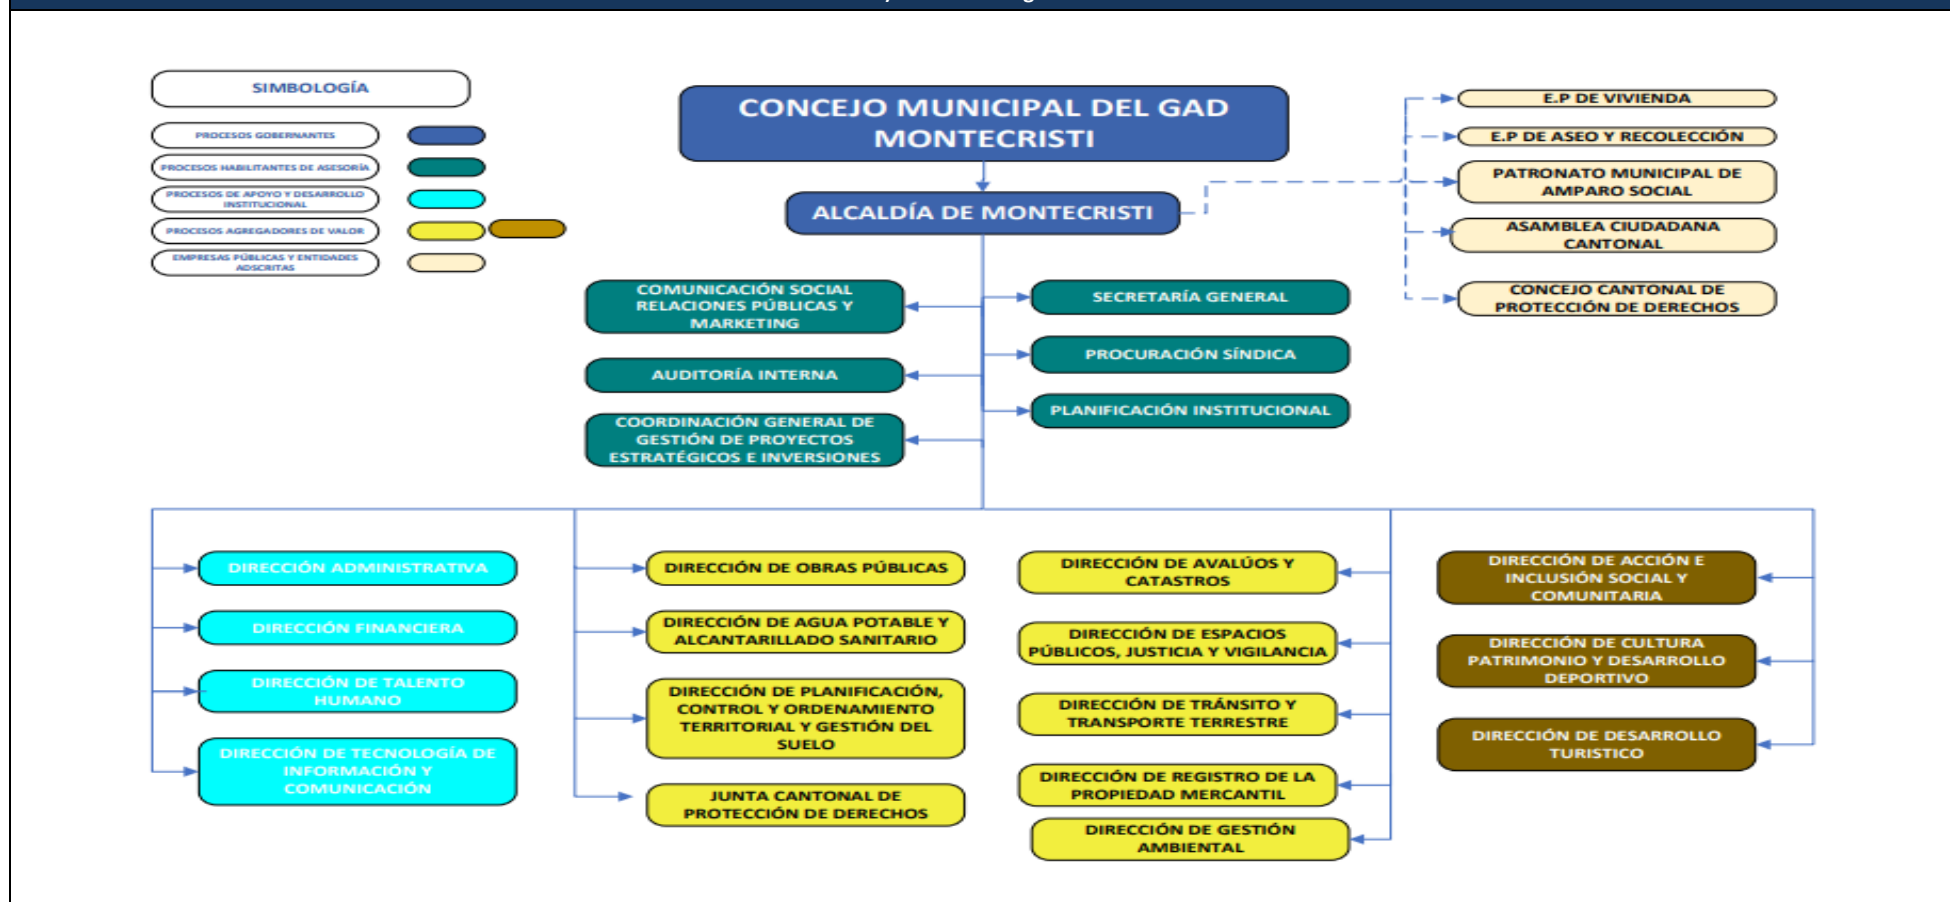 SIMBOLOGÍA
PROCESOS GOBERNANTES
PROCESOS HABILITANTES DE ASESORÍA
PROCESOS DE APOYO Y DESARROLLO
INSTITUCIONAL
PROCESOS AGREGADORES DE VALOR
EMPRESAS PÚBLICAS Y ENTIDADES
ADSCRITAS
CONCEJO MUNICIPAL DEL GAD
MONTECRISTI
ALCALDÍA DE MONTECRISTI
E.P DE VIVIENDA
E.P DE ASEO Y RECOLECCIÓN
PATRONATO MUNICIPAL DE
AMPARO SOCIAL
ASAMBLEA CIUDADANA
CANTONAL
CONCEJO CANTONAL DE
PROTECCIÓN DE DERECHOS
COMUNICACIÓN SOCIAL
RELACIONES PÚBLICAS Y
MARKETING
AUDITORÍA INTERNA
COORDINACIÓN GENERAL DE
GESTIÓN DE PROYECTOS
ESTRATÉGICOS E INVERSIONES
SECRETARÍA GENERAL
PROCURACIÓN SÍNDICA
PLANIFICACIÓN INSTITUCIONAL
DIRECCIÓN ADMINISTRATIVA
DIRECCIÓN FINANCIERA
DIRECCIÓN DE TALENTO
HUMANO
DIRECCIÓN DE TECNOLOGÍA DE
INFORMACIÓN Y
COMUNICACIÓN
DIRECCIÓN DE OBRAS PÚBLICAS
DIRECCIÓN DE AGUA POTABLE Y
ALCANTARILLADO SANITARIO
DIRECCIÓN DE PLANIFICACIÓN,
CONTROL Y ORDENAMIENTO
TERRITORIAL Y GESTIÓN DEL
SUELO
JUNTA CANTONAL DE
PROTECCIÓN DE DERECHOS
DIRECCIÓN DE AVALÚOS Y
CATASTROS
DIRECCIÓN DE ESPACIOS
PÚBLICOS, JUSTICIA Y VIGILANCIA
DIRECCIÓN DE TRÁNSITO Y
TRANSPORTE TERRESTRE
DIRECCIÓN DE REGISTRO DE LA
PROPIEDAD MERCANTIL
DIRECCIÓN DE GESTIÓN
AMBIENTAL
DIRECCIÓN DE ACCIÓN E
INCLUSIÓN SOCIAL Y
COMUNITARIA
DIRECCIÓN DE CULTURA
PATRIMONIO Y DESARROLLO
DEPORTIVO
DIRECCIÓN DE DESARROLLO
TURISTICO